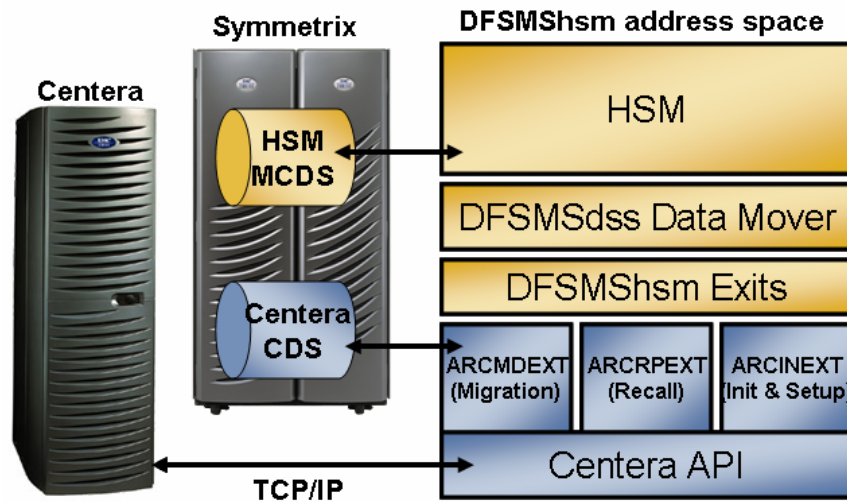 DFSMShsm address space
Symmetrix
Centera
HSM
HSM
MCDS
DFSMSdss Data Mover
DFSMShsm Exits
Centera
CDS
ARCMDEXT
(Migration)
ARCRPEXT
(Recall)
ARCINEXT
(Init & Setup)
Centera API
TCP/IP